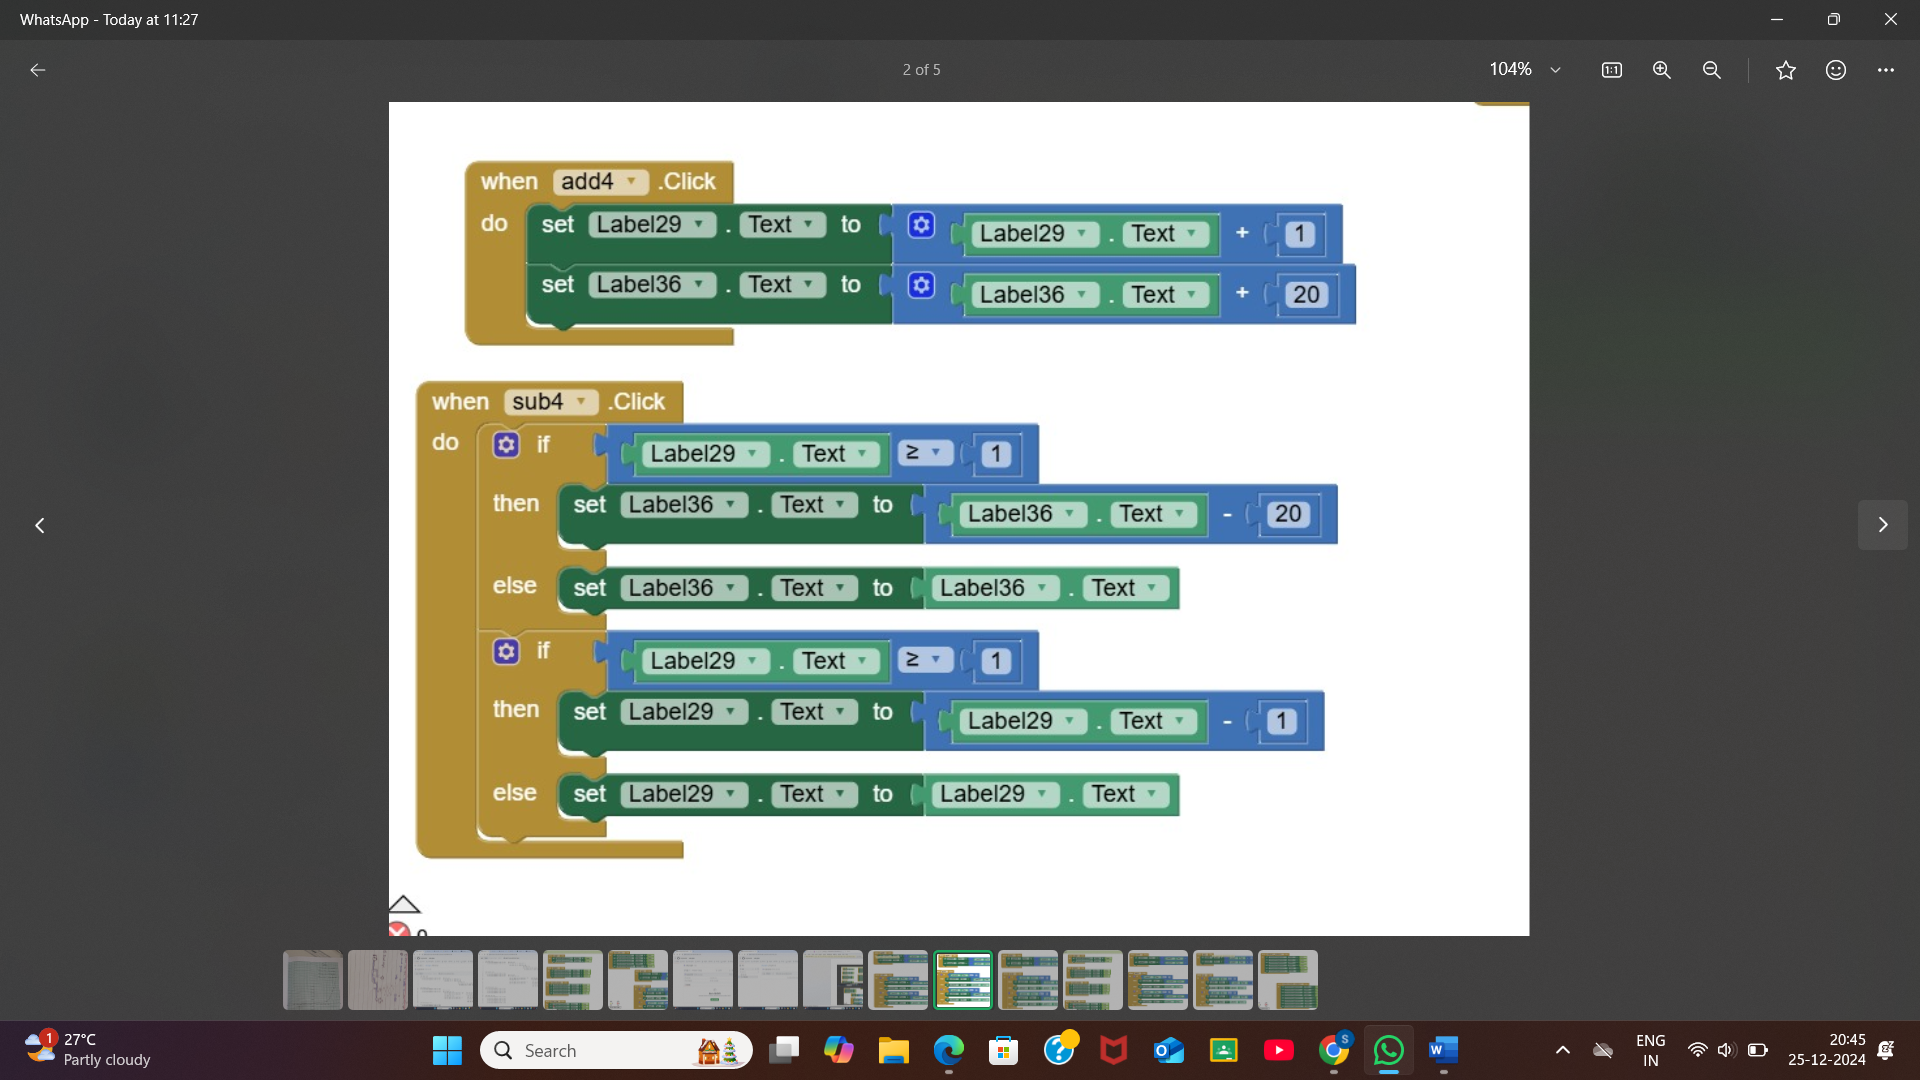 WhatsApp - Today at 11:27
2 of 5
104%
1:1
when add4 .Click
do set Label29 . Text to Label29 . Text + 1
set Label36 . Text to Label36 . Text + 20
when sub4 .Click
do if Label29 . Text ≥ 1
then set Label36 . Text to Label36 . Text - 20
else set Label36 . Text to Label36 . Text
if Label29 . Text ≥ 1
then set Label29 . Text to Label29 . Text - 1
else set Label29 . Text to Label29 . Text
1 27°C
Partly cloudy
Search
S
ENG
IN
20:45
25-12-2024